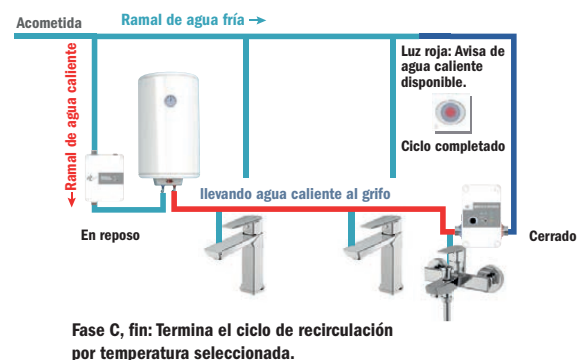 Acometida
Ramal de agua fría →
←Ramal de agua caliente
Luz roja: Avisa de
agua caliente
disponible.
Ciclo completado
llevando agua caliente al grifo
En reposo
Cerrado
Fase C, fin: Termina el ciclo de recirculación
por temperatura seleccionada.